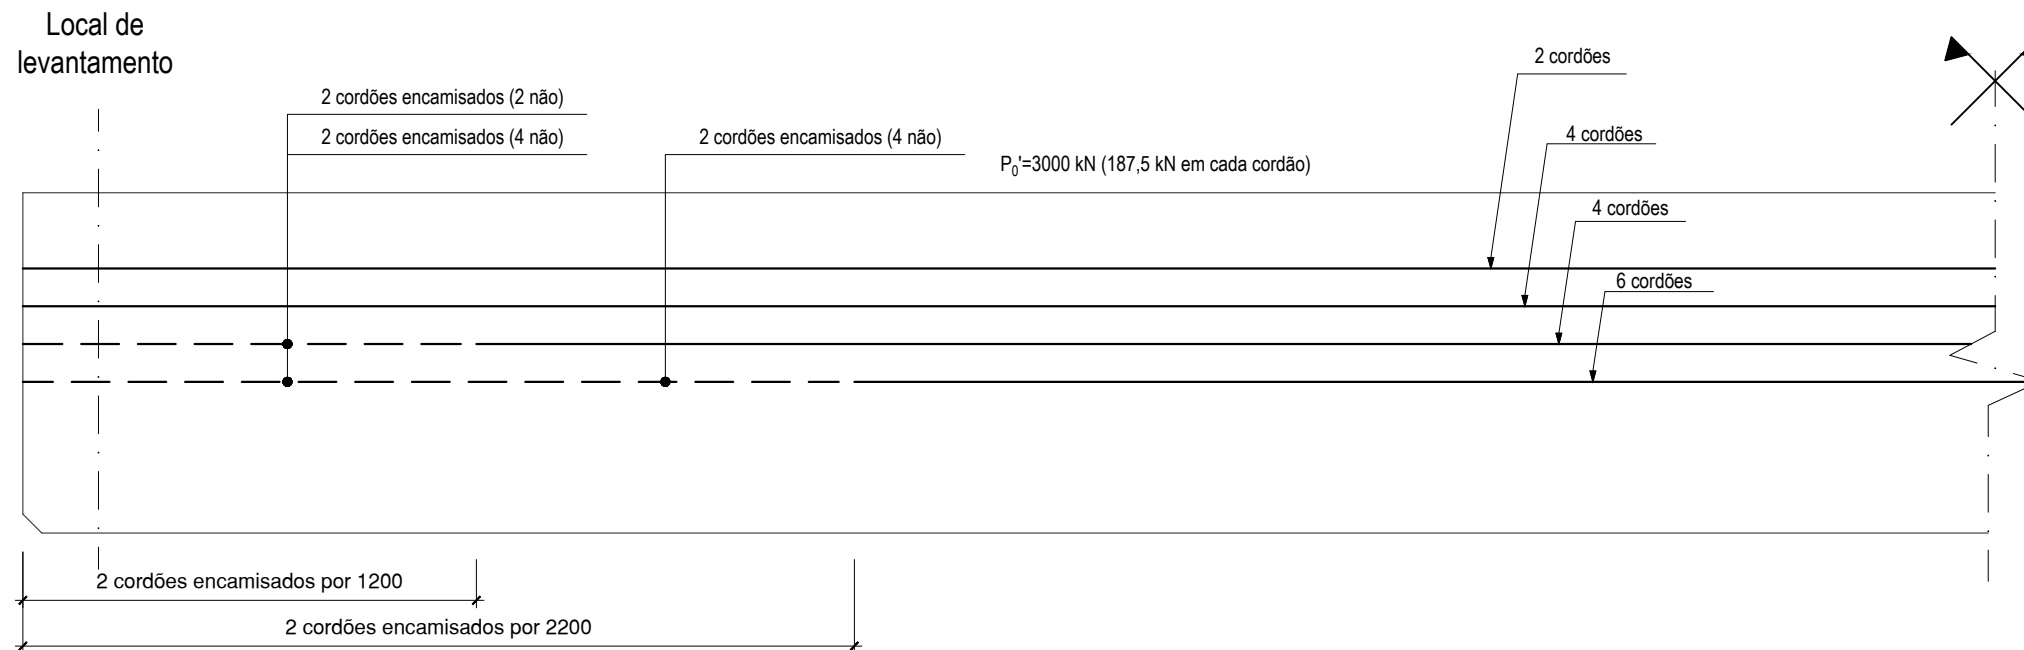 Local de
levantamento
2 cordões
2 cordões encamisados (2 não)
2 cordões encamisados (4 não)
2 cordões encamisados (4 não)
4 cordões
P0'=3000 kN (187,5 kN em cada cordão)
4 cordões
6 cordões
2 cordões encamisados por 1200
2 cordões encamisados por 2200